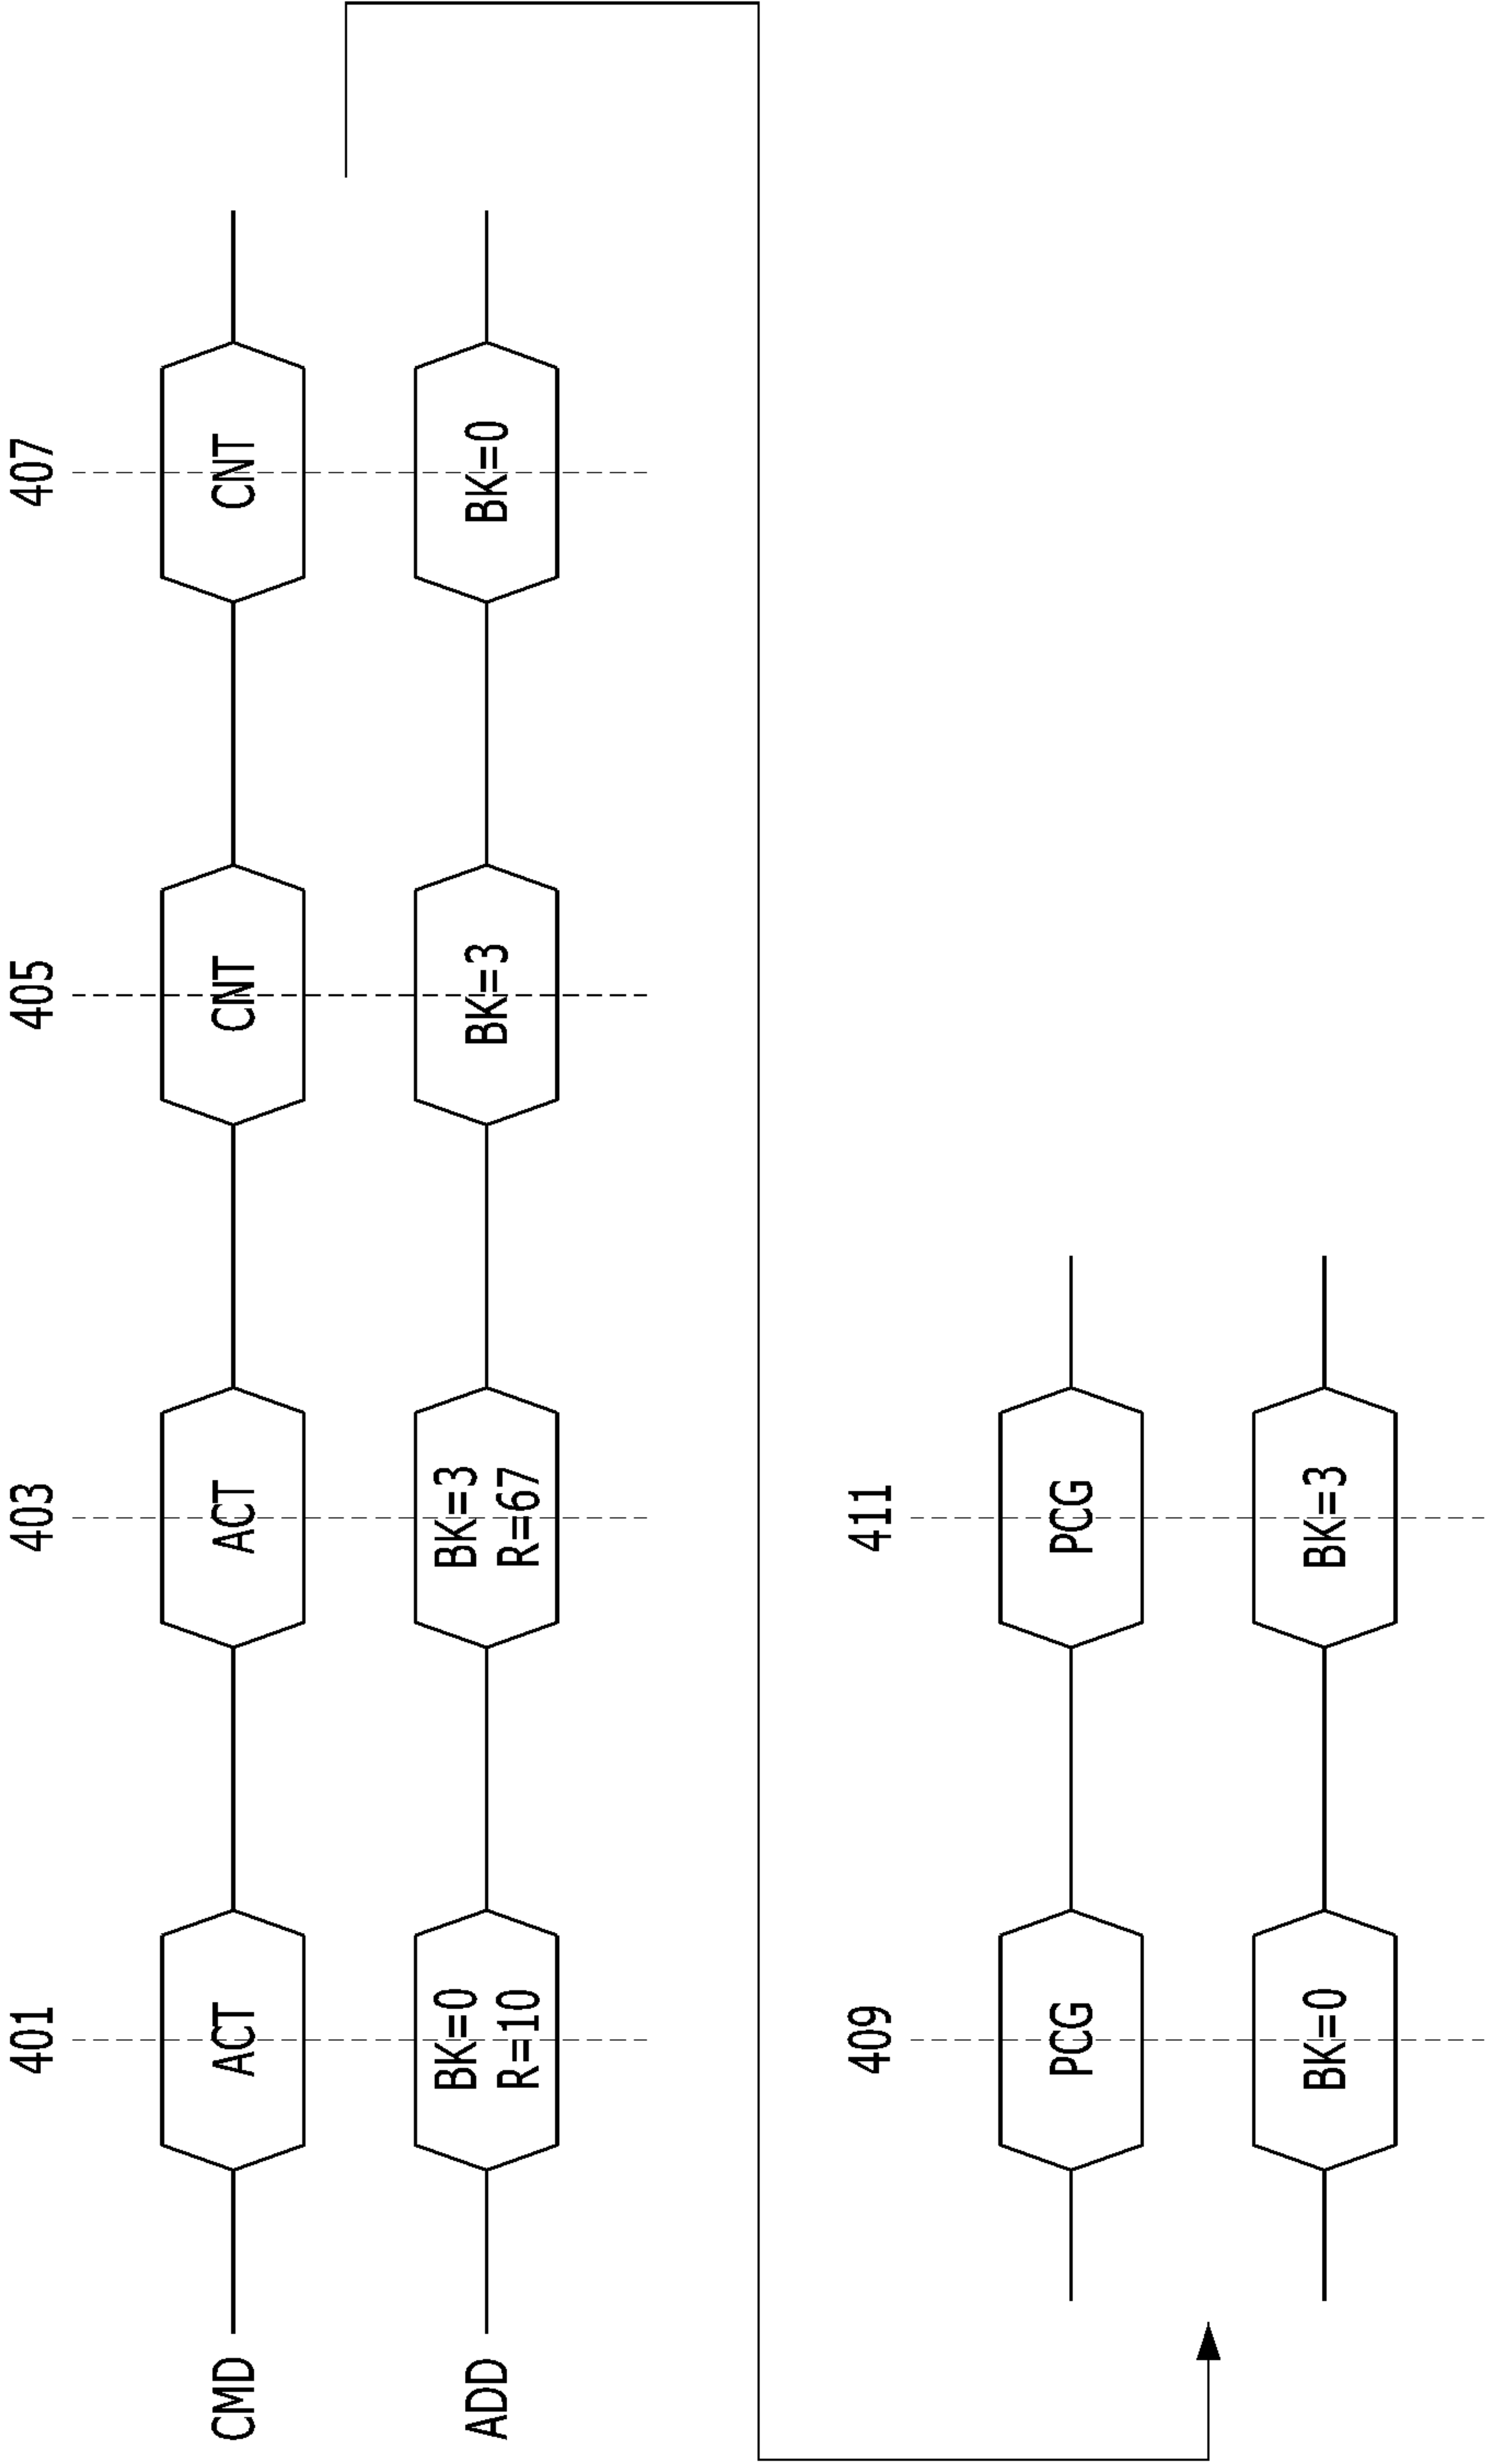 401 403 405 407
CMD ACT ACT CNT CNT
ADD BK=0 BK=3 BK=3 BK=0
R=10 R=67
409 411
PCG PCG
BK=0 BK=3